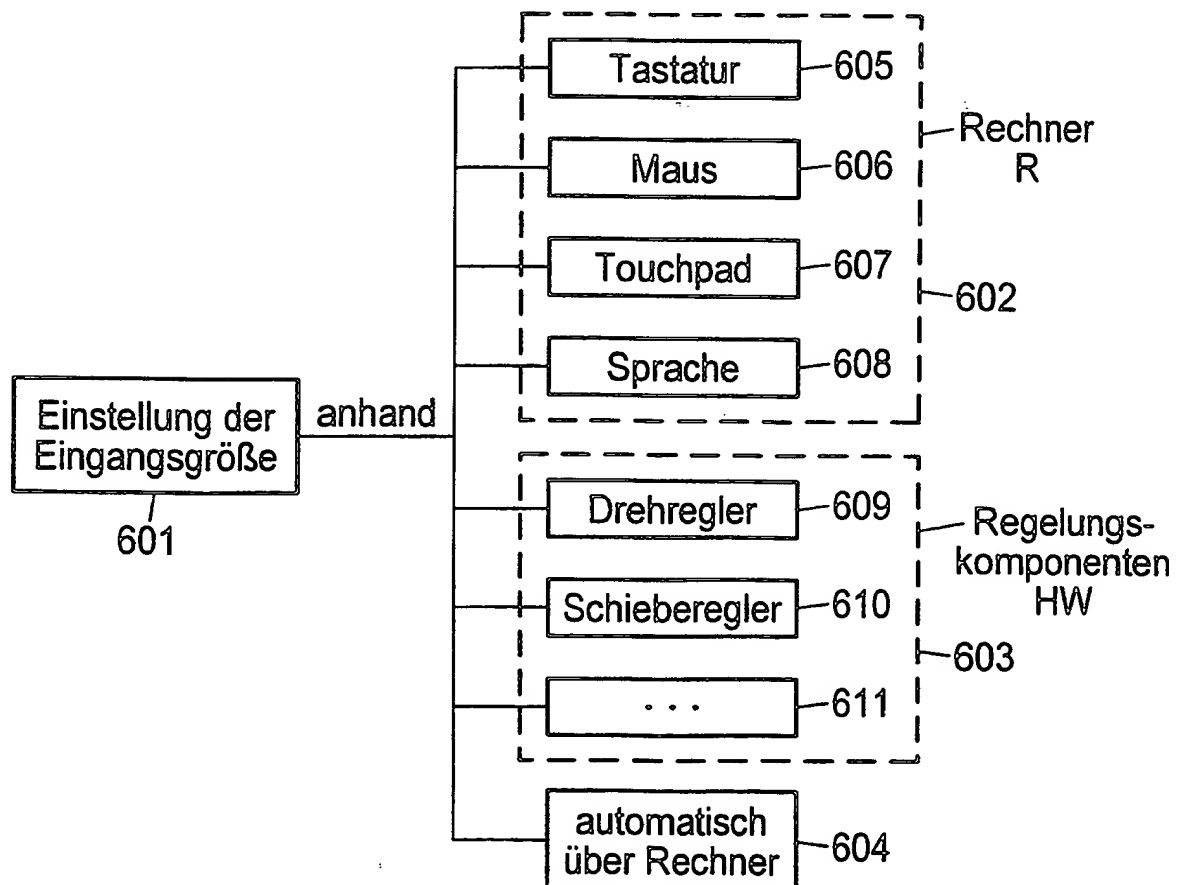 Tastatur
605
Maus
606
Touchpad
607
Sprache
608
Rechner
R
602
Einstellung der
Eingangsgröße
601
anhand
Drehregler
609
Schieberegler
610
. . .
611
Regelungs-
komponenten
HW
603
automatisch
über Rechner
604